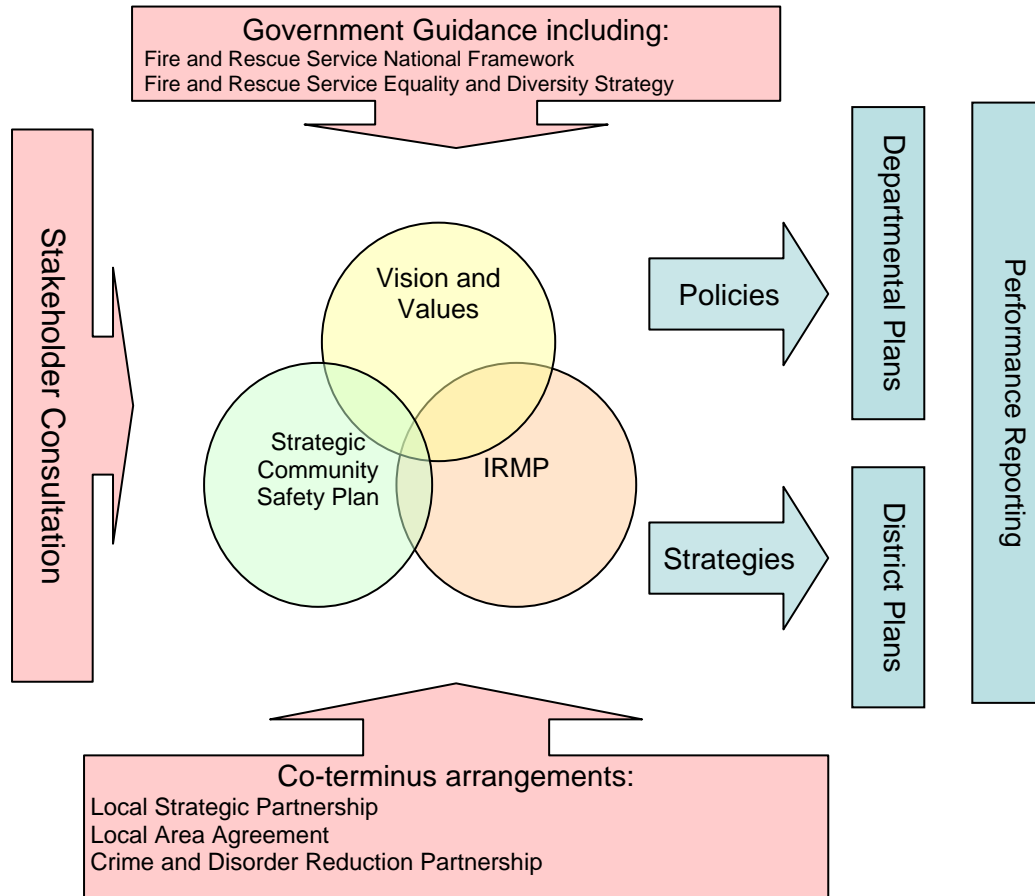 Government Guidance including:
Fire and Rescue Service National Framework
Fire and Rescue Service Equality and Diversity Strategy
Stakeholder Consultation
Vision and
Values
Strategic
Community
Safety Plan
IRMP
Policies
Strategies
Departmental Plans
District Plans
Performance Reporting
Co-terminus arrangements:
Local Strategic Partnership
Local Area Agreement
Crime and Disorder Reduction Partnership